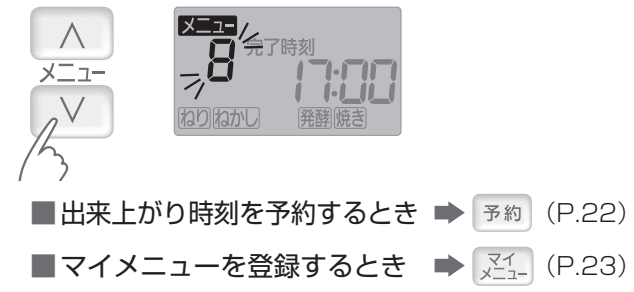 メニュー
メニュー
完了時刻
8
17:00
ねり ねかし 発酵 焼き
■出来上がり時刻を予約するとき ➡ 予約 (P.22)
■マイメニューを登録するとき ➡ マイメニュー (P.23)